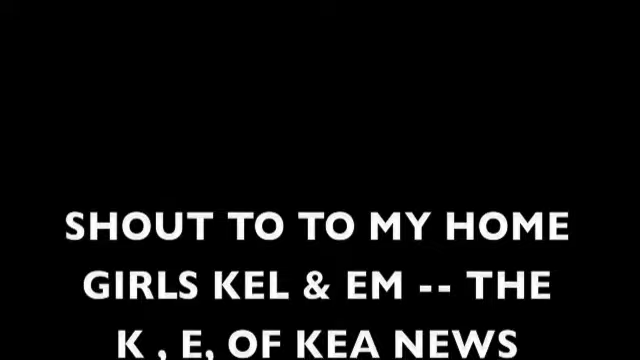 SHOUT TO TO MY HOME
GIRLS KEL & EM -- THE
K , E, OF KEA NEWS